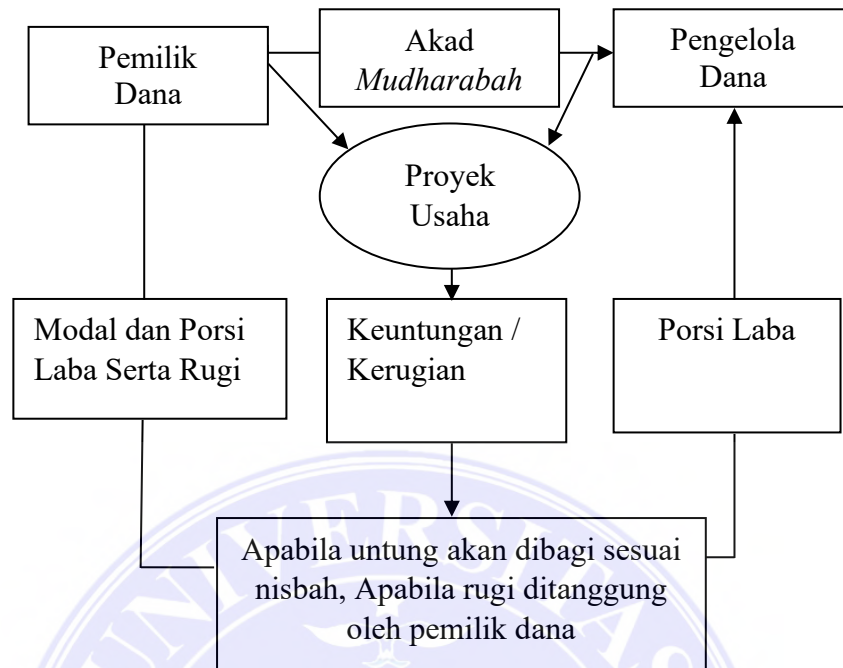 Pemilik
Dana
Akad
Mudharabah
Pengelola
Dana
Proyek
Usaha
Modal dan Porsi
Laba Serta Rugi
Keuntungan /
Kerugian
Porsi Laba
Apabila untung akan dibagi sesuai
nisbah, Apabila rugi ditanggung
oleh pemilik dana
UNIVERSITAS